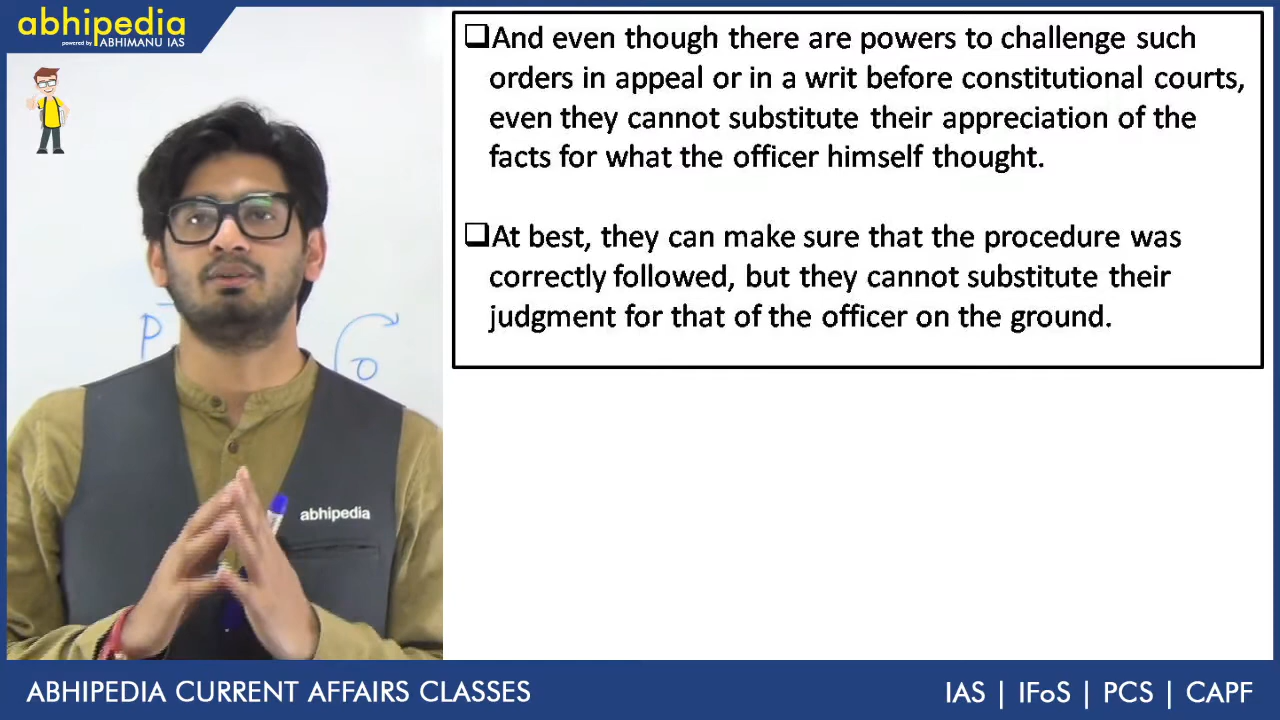 abhipedia
powered by ABHIMANU IAS
❑And even though there are powers to challenge such
orders in appeal or in a writ before constitutional courts,
even they cannot substitute their appreciation of the
facts for what the officer himself thought.
❑At best, they can make sure that the procedure was
correctly followed, but they cannot substitute their
judgment for that of the officer on the ground.
P
abhipedia
ABHIPEDIA CURRENT AFFAIRS CLASSES
IAS | IFoS | PCS | CAPF